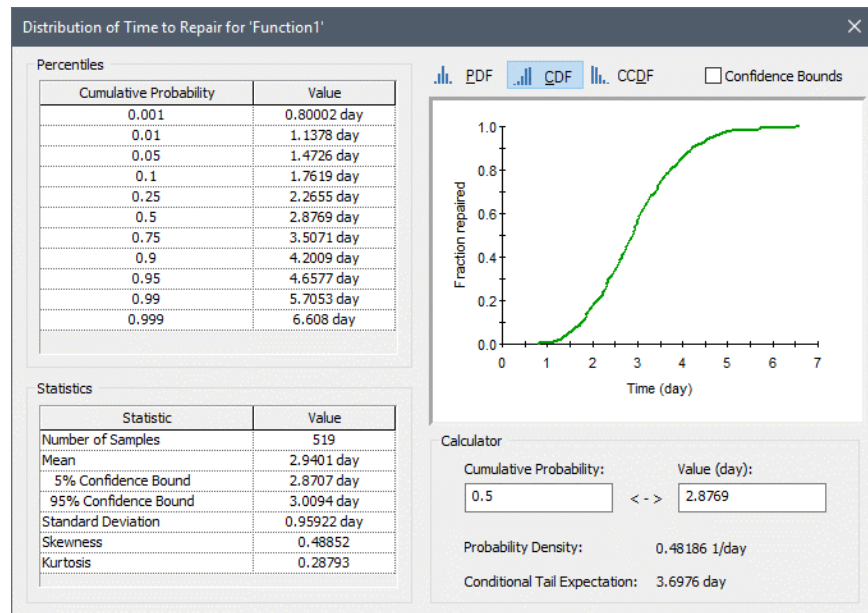 Distribution of Time to Repair for 'Function1'
Percentiles
Cumulative Probability Value
0.001 0.80002 day
0.01 1.1378 day
0.05 1.4726 day
0.1 1.7619 day
0.25 2.2655 day
0.5 2.8769 day
0.75 3.5071 day
0.9 4.2009 day
0.95 4.6577 day
0.99 5.7053 day
0.999 6.608 day
Statistics
Statistic Value
Number of Samples 519
Mean 2.9401 day
5% Confidence Bound 2.8707 day
95% Confidence Bound 3.0094 day
Standard Deviation 0.95922 day
Skewness 0.48852
Kurtosis 0.28793
PDF CDF CCDF Confidence Bounds
Fraction repaired
1.0
0.8
0.6
0.4
0.2
0.0
0 1 2 3 4 5 6 7
Time (day)
Calculator
Cumulative Probability: Value (day):
0.5 < - > 2.8769
Probability Density: 0.48186 1/day
Conditional Tail Expectation: 3.6976 day